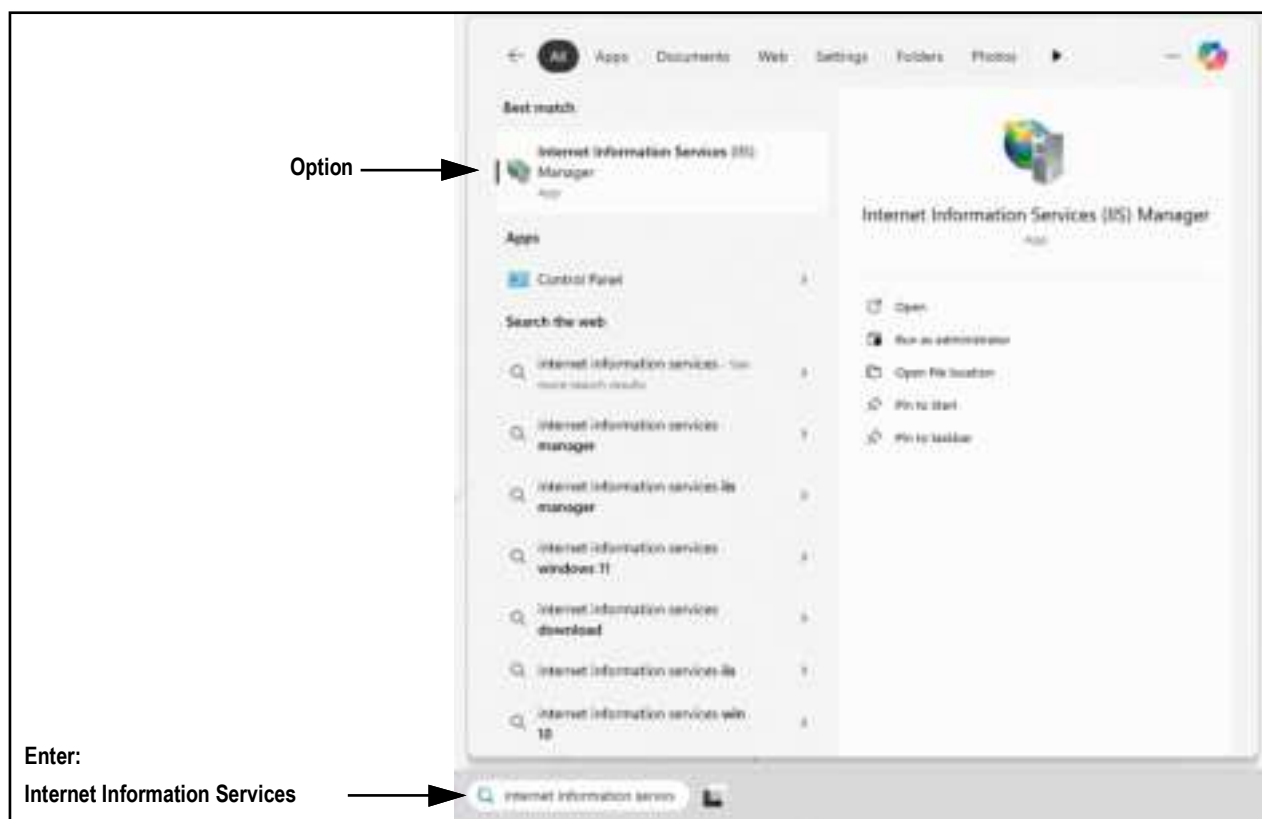 All Apps Documents Web Settings Folders Photos
Best match
Internet Information Services (IIS)
Manager
App
Option
Internet Information Services (IIS) Manager
App
Apps
Control Panel
Open
Run as administrator
Open file location
Pin to Start
Pin to taskbar
Search the web
internet information services - See
more search results
internet information services
manager
internet information services iis
manager
internet information services
windows 11
internet information services
download
internet information services iis
internet information services win
10
Enter:
Internet Information Services
internet information servic